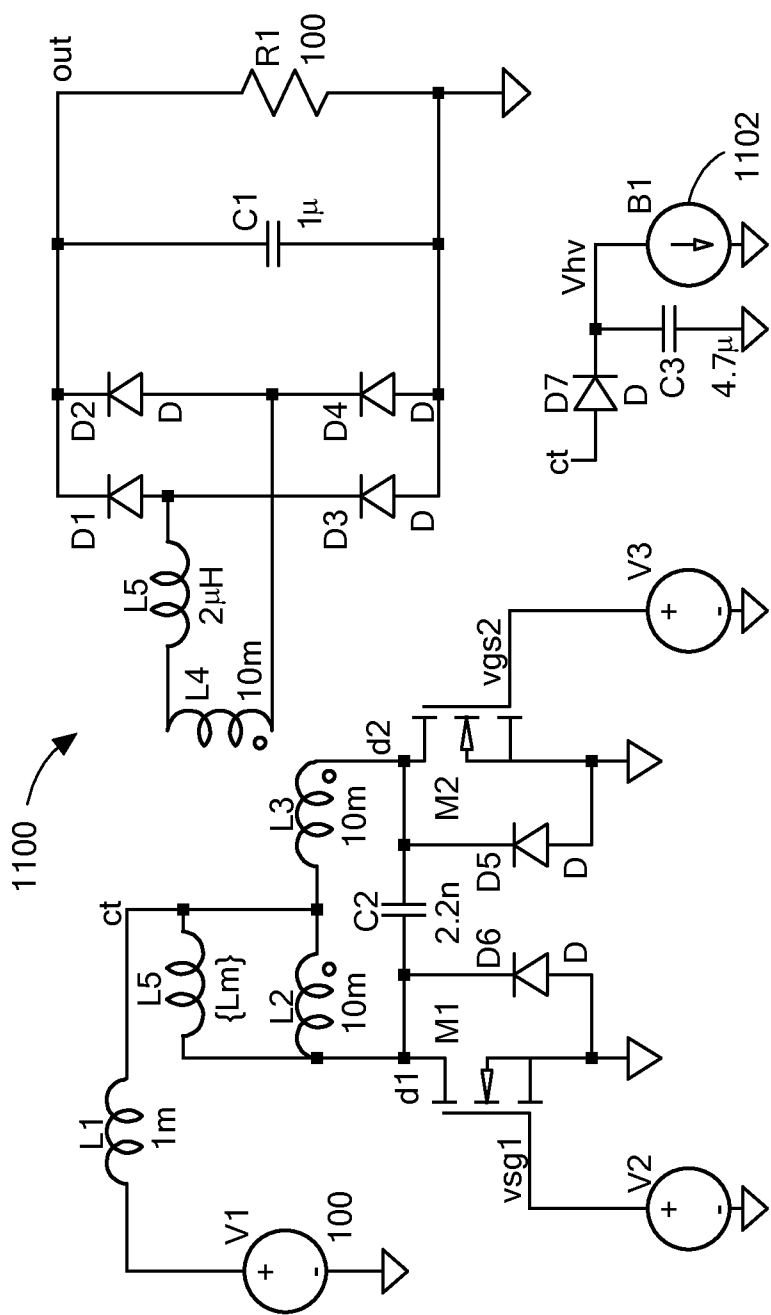 1100
V1
+
-
100
L1
1m
ct
L5
{Lm}
L2
10m
L3
10m
L4
10m
L5
2μH
D1
D2
D
D3
D
D4
D
C1
1μ
out
R1
100
d1
M1
vsg1
V2
+
-
C2
2.2n
D6
D
D5
D
d2
M2
vgs2
V3
+
-
ct
D7
D
Vhv
C3
4.7μ
B1
1102